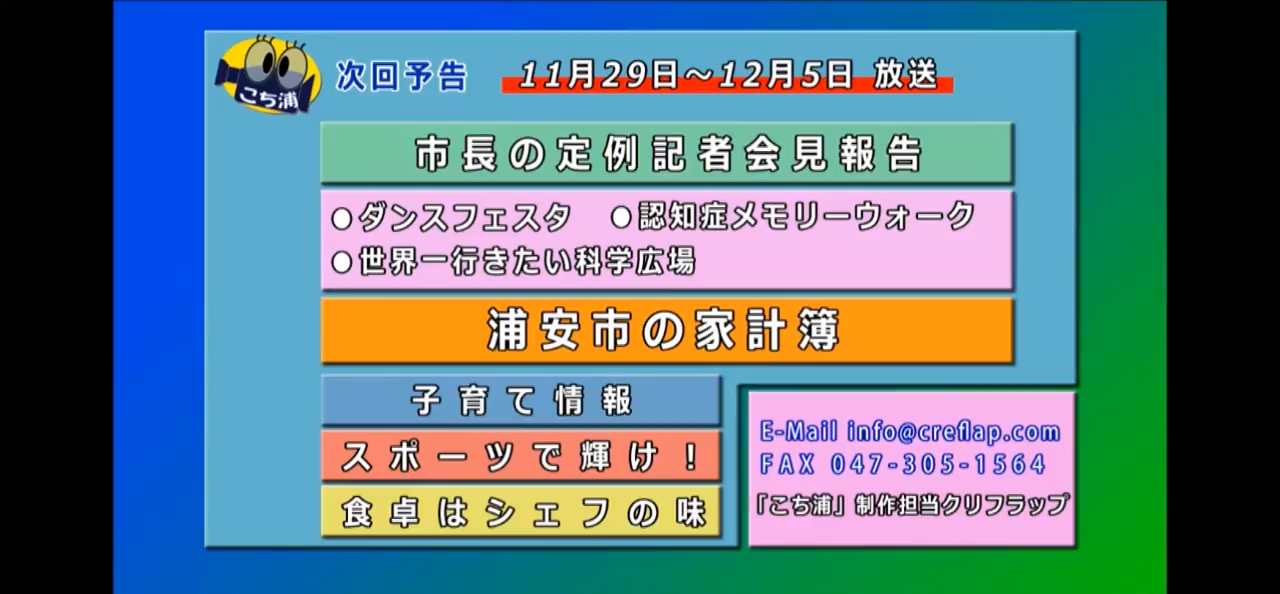 こち浦
次回予告 11月29日～12月5日 放送
市長の定例記者会見報告
●ダンスフェスタ ●認知症メモリーウォーク
●世界一行きたい科学広場
浦安市の家計簿
子育て情報
スポーツで輝け！
食卓はシェフの味
E-Mail info@creflap.com
FAX 047-305-1564
「こち浦」制作担当クリフラップ